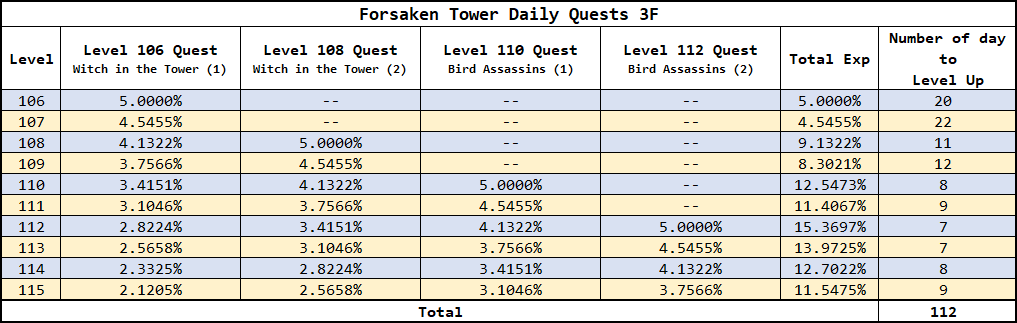 Forsaken Tower Daily Quests 3F
Level Level 106 Quest Witch in the Tower (1) Level 108 Quest Witch in the Tower (2) Level 110 Quest Bird Assassins (1) Level 112 Quest Bird Assassins (2) Total Exp Number of day to Level Up
106 5.0000% -- -- -- 5.0000% 20
107 4.5455% -- -- -- 4.5455% 22
108 4.1322% 5.0000% -- -- 9.1322% 11
109 3.7566% 4.5455% -- -- 8.3021% 12
110 3.4151% 4.1322% 5.0000% -- 12.5473% 8
111 3.1046% 3.7566% 4.5455% -- 11.4067% 9
112 2.8224% 3.4151% 4.1322% 5.0000% 15.3697% 7
113 2.5658% 3.1046% 3.7566% 4.5455% 13.9725% 7
114 2.3325% 2.8224% 3.4151% 4.1322% 12.7022% 8
115 2.1205% 2.5658% 3.1046% 3.7566% 11.5475% 9
Total 112